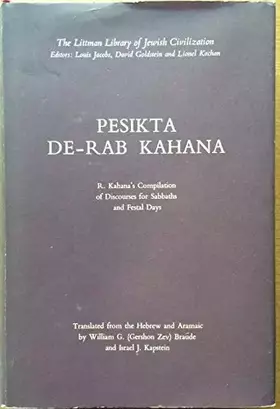 The Littman Library of Jewish Civilization
Editors: Louis Jacobs, David Goldstein and Lionel Kochan
PESIKTA
DE-RAB KAHANA
R. Kahana's Compilation
of Discourses for Sabbaths
and Festal Days
Translated from the Hebrew and Aramaic
by William G. (Gershon Zev) Braude
and Israel J. Kapstein